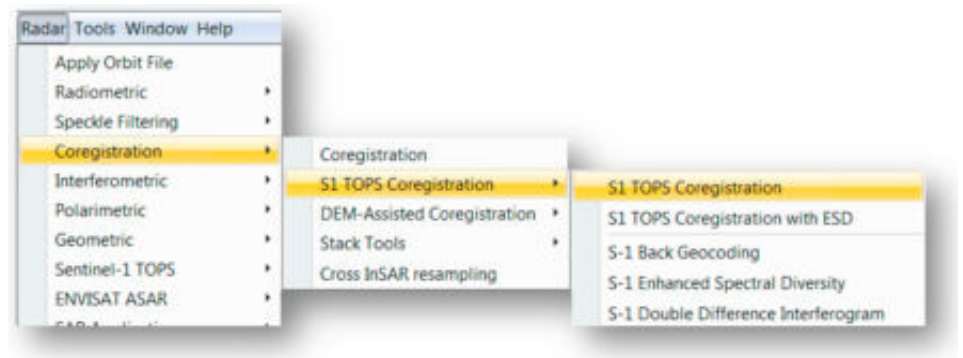 Radar Tools Window Help
Apply Orbit File
Radiometric
Speckle Filtering
Coregistration
Interferometric
Polarimetric
Geometric
Sentinel-1 TOPS
ENVISAT ASAR
Coregistration
S1 TOPS Coregistration
DEM-Assisted Coregistration
Stack Tools
Cross InSAR resampling
S1 TOPS Coregistration
S1 TOPS Coregistration with ESD
S-1 Back Geocoding
S-1 Enhanced Spectral Diversity
S-1 Double Difference Interferogram